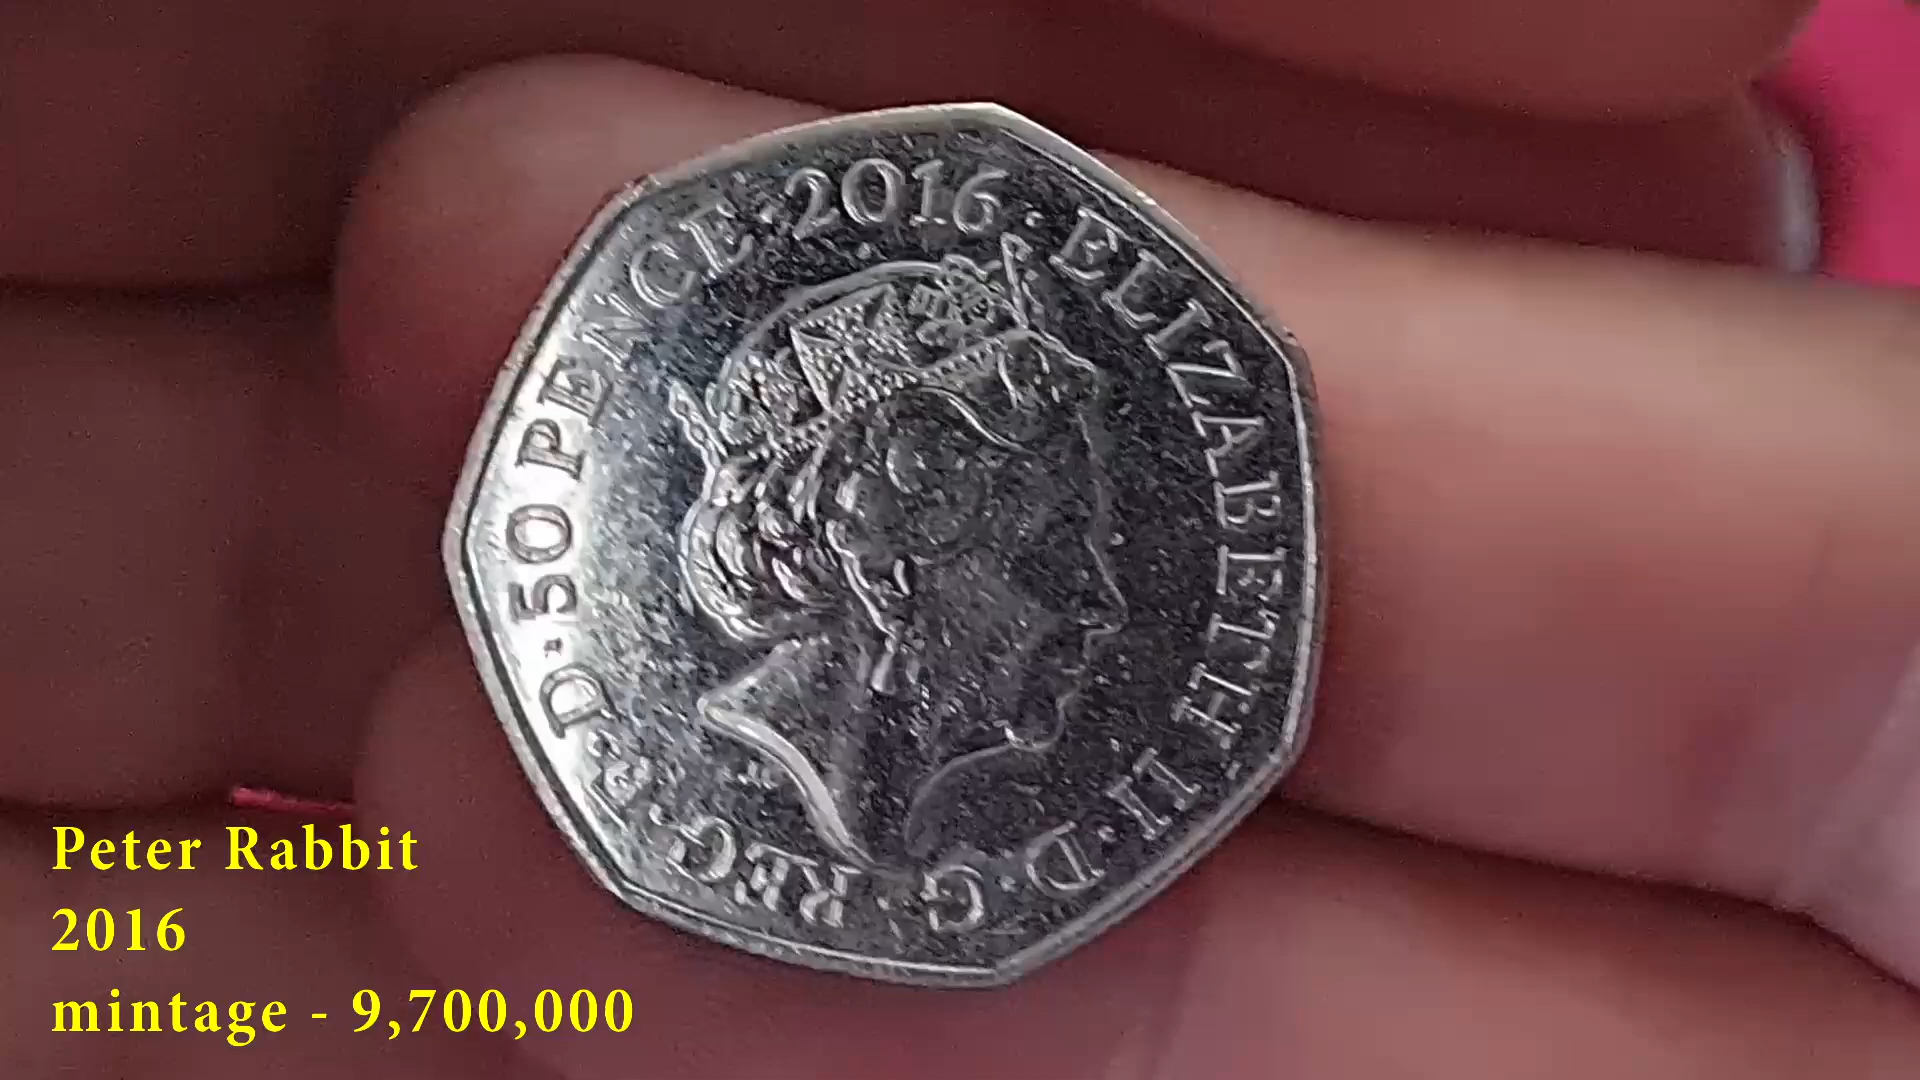 ELIZABETH II · D · G · REG · F · D · 50 PENCE · 2016 ·
Peter Rabbit
2016
mintage - 9,700,000